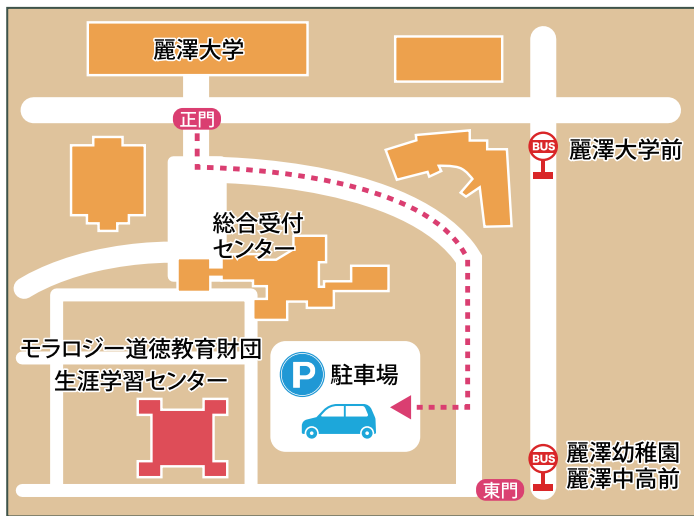 麗澤大学
正門
BUS
麗澤大学前
総合受付
センター
モラロジー道徳教育財団
生涯学習センター
P
駐車場
BUS
麗澤幼稚園
麗澤中高前
東門